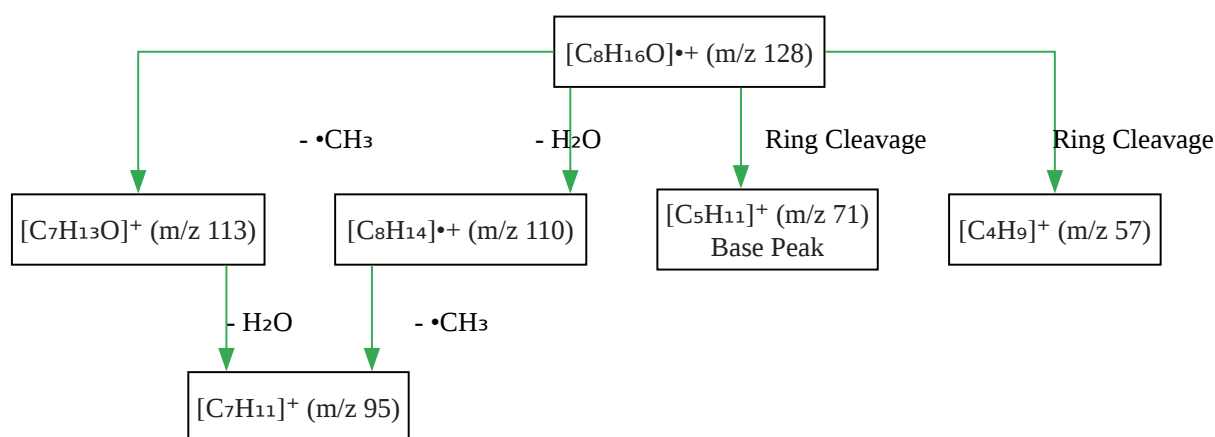 [C₈H₁₆O]•+ (m/z 128)
- •CH₃
- H₂O
Ring Cleavage
Ring Cleavage
[C₇H₁₃O]⁺ (m/z 113)
[C₈H₁₄]•+ (m/z 110)
[C₅H₁₁]⁺ (m/z 71)
Base Peak
[C₄H₉]⁺ (m/z 57)
- H₂O
- •CH₃
[C₇H₁₁]⁺ (m/z 95)